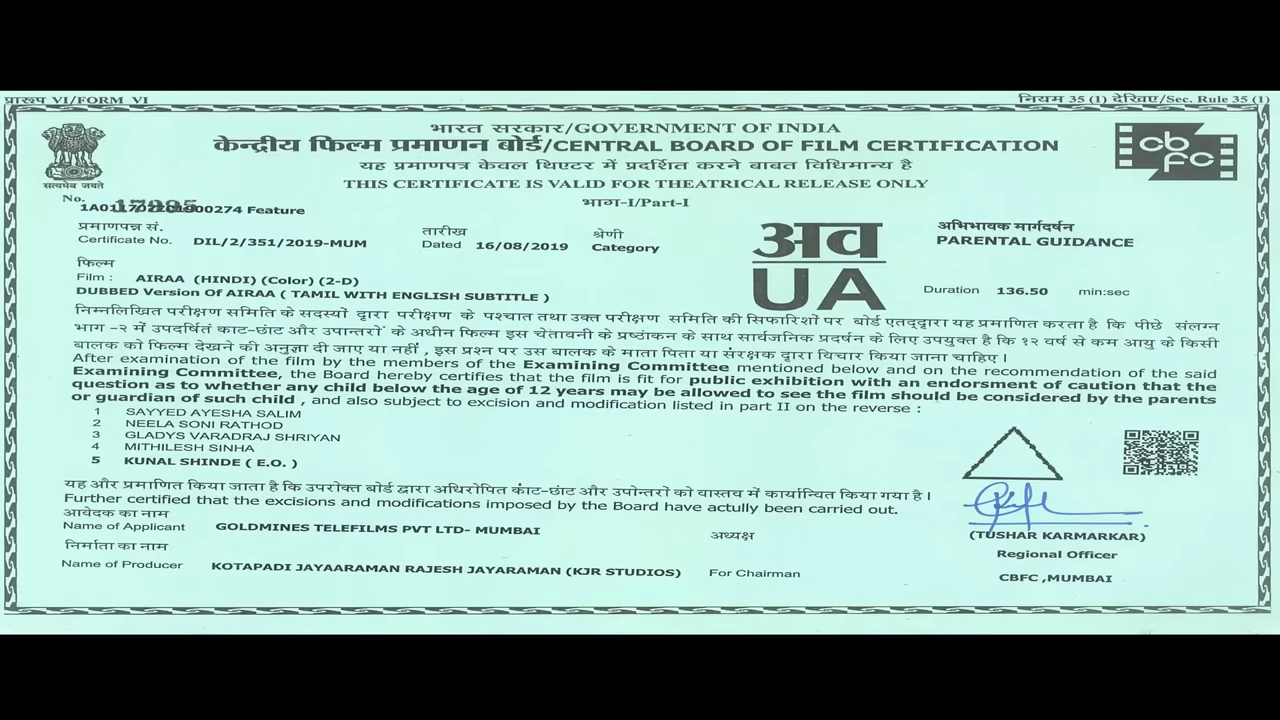 प्रारूप VI/FORM VI
नियम 35 (1) देखिए/Sec. Rule 35 (1)
भारत सरकार/GOVERNMENT OF INDIA
केन्द्रीय फिल्म प्रमाणन बोर्ड/CENTRAL BOARD OF FILM CERTIFICATION
cbfc
सत्यमेव जयते
यह प्रमाणपत्र केवल थिएटर में प्रदर्शित करने बाबत विधिमान्य है
THIS CERTIFICATE IS VALID FOR THEATRICAL RELEASE ONLY
भाग-I/Part-I
No.
Feature
प्रमाणपत्र सं.
Certificate No. DIL/2/351/2019-MUM
तारीख
Dated 16/08/2019
श्रेणी
Category
अव
UA
अभिभावक मार्गदर्षन
PARENTAL GUIDANCE
फिल्म
Film : AIRAA (HINDI) (Color) (2-D)
DUBBED Version Of AIRAA ( TAMIL WITH ENGLISH SUBTITLE )
Duration 136.50 min:sec
निम्नलिखित परीक्षण समिति के सदस्यों द्वारा परीक्षण के पश्चात तथा उक्त परीक्षण समिति की सिफारिशों पर बोर्ड एतद्द्वारा यह प्रमाणित करता है कि पीछे संलग्न
भाग -२ में उपदर्षित काट-छांट और उपान्तरों के अधीन फिल्म इस चेतावनी के प्रष्ठांकन के साथ सार्वजनिक प्रदर्षन के लिए उपयुक्त है कि १२ वर्ष से कम आयु के किसी
बालक को फिल्म देखने की अनुज्ञा दी जाए या नहीं , इस प्रश्न पर उस बालक के माता पिता या संरक्षक द्वारा विचार किया जाना चाहिए ।
After examination of the film by the members of the Examining Committee mentioned below and on the recommendation of the said
Examining Committee, the Board hereby certifies that the film is fit for public exhibition with an endorsment of caution that the
question as to whether any child below the age of 12 years may be allowed to see the film should be considered by the parents
or guardian of such child , and also subject to excision and modification listed in part II on the reverse :
1 SAYYED AYESHA SALIM
2 NEELA SONI RATHOD
3 GLADYS VARADRAJ SHRIYAN
4 MITHILESH SINHA
5 KUNAL SHINDE ( E.O. )
यह और प्रमाणित किया जाता है कि उपरोक्त बोर्ड द्वारा अधिरोपित कांट-छांट और उपोन्तरों को वास्तव में कार्यान्वित किया गया है ।
Further certified that the excisions and modifications imposed by the Board have actully been carried out.
आवेदक का नाम
Name of Applicant GOLDMINES TELEFILMS PVT LTD- MUMBAI
निर्माता का नाम
Name of Producer KOTAPADI JAYAARAMAN RAJESH JAYARAMAN (KJR STUDIOS)
अध्यक्ष
For Chairman
(TUSHAR KARMARKAR)
Regional Officer
CBFC ,MUMBAI